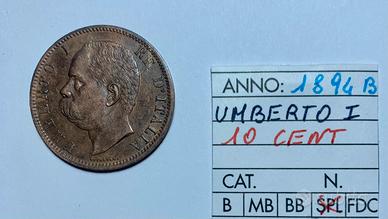 UMBERTO I
RE D'ITALIA
ANNO: 1894 B
UMBERTO I
10 CENT
CAT. N.
B MB BB SPL FDC